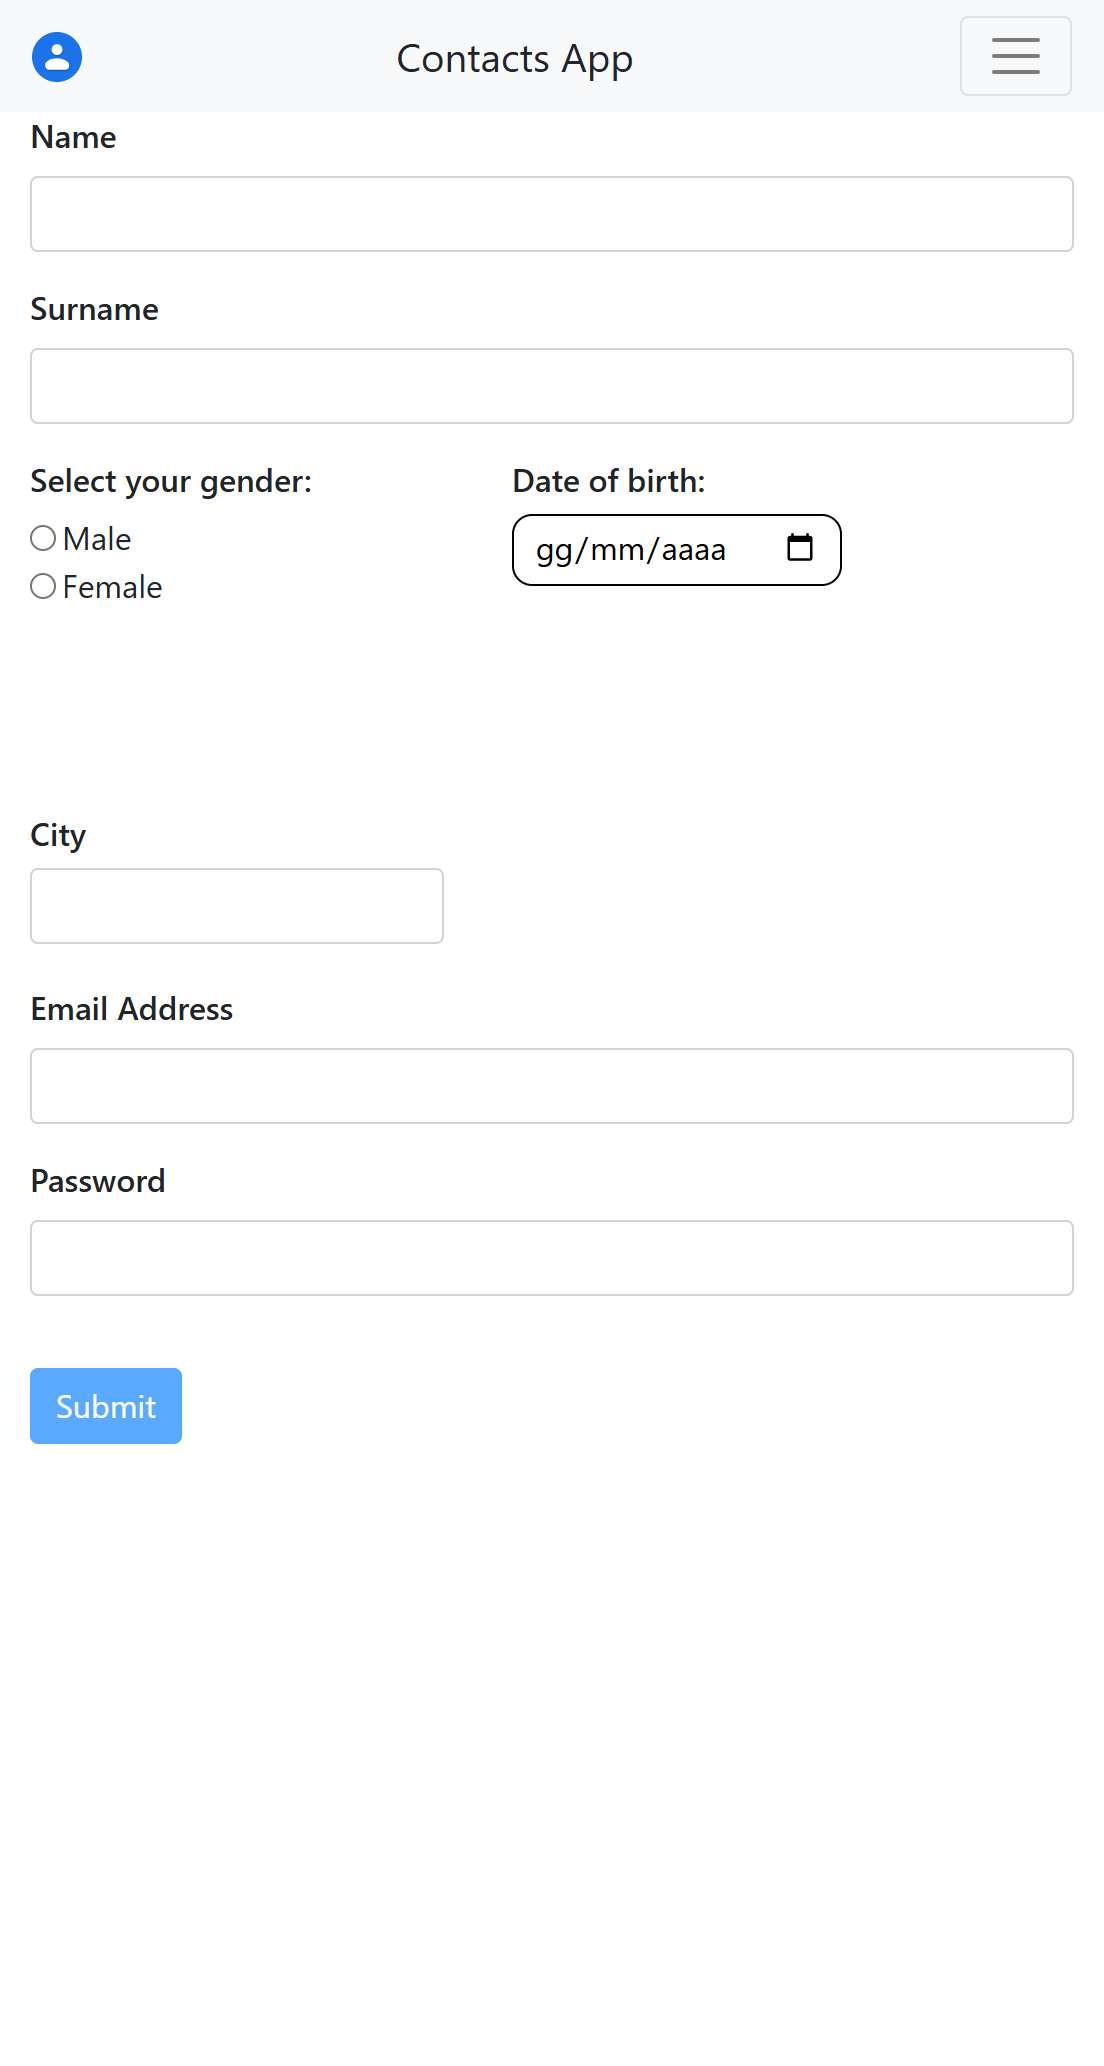 Contacts App
Name
Surname
Select your gender:
Male
Female
Date of birth:
gg/mm/aaaa
City
Email Address
Password
Submit